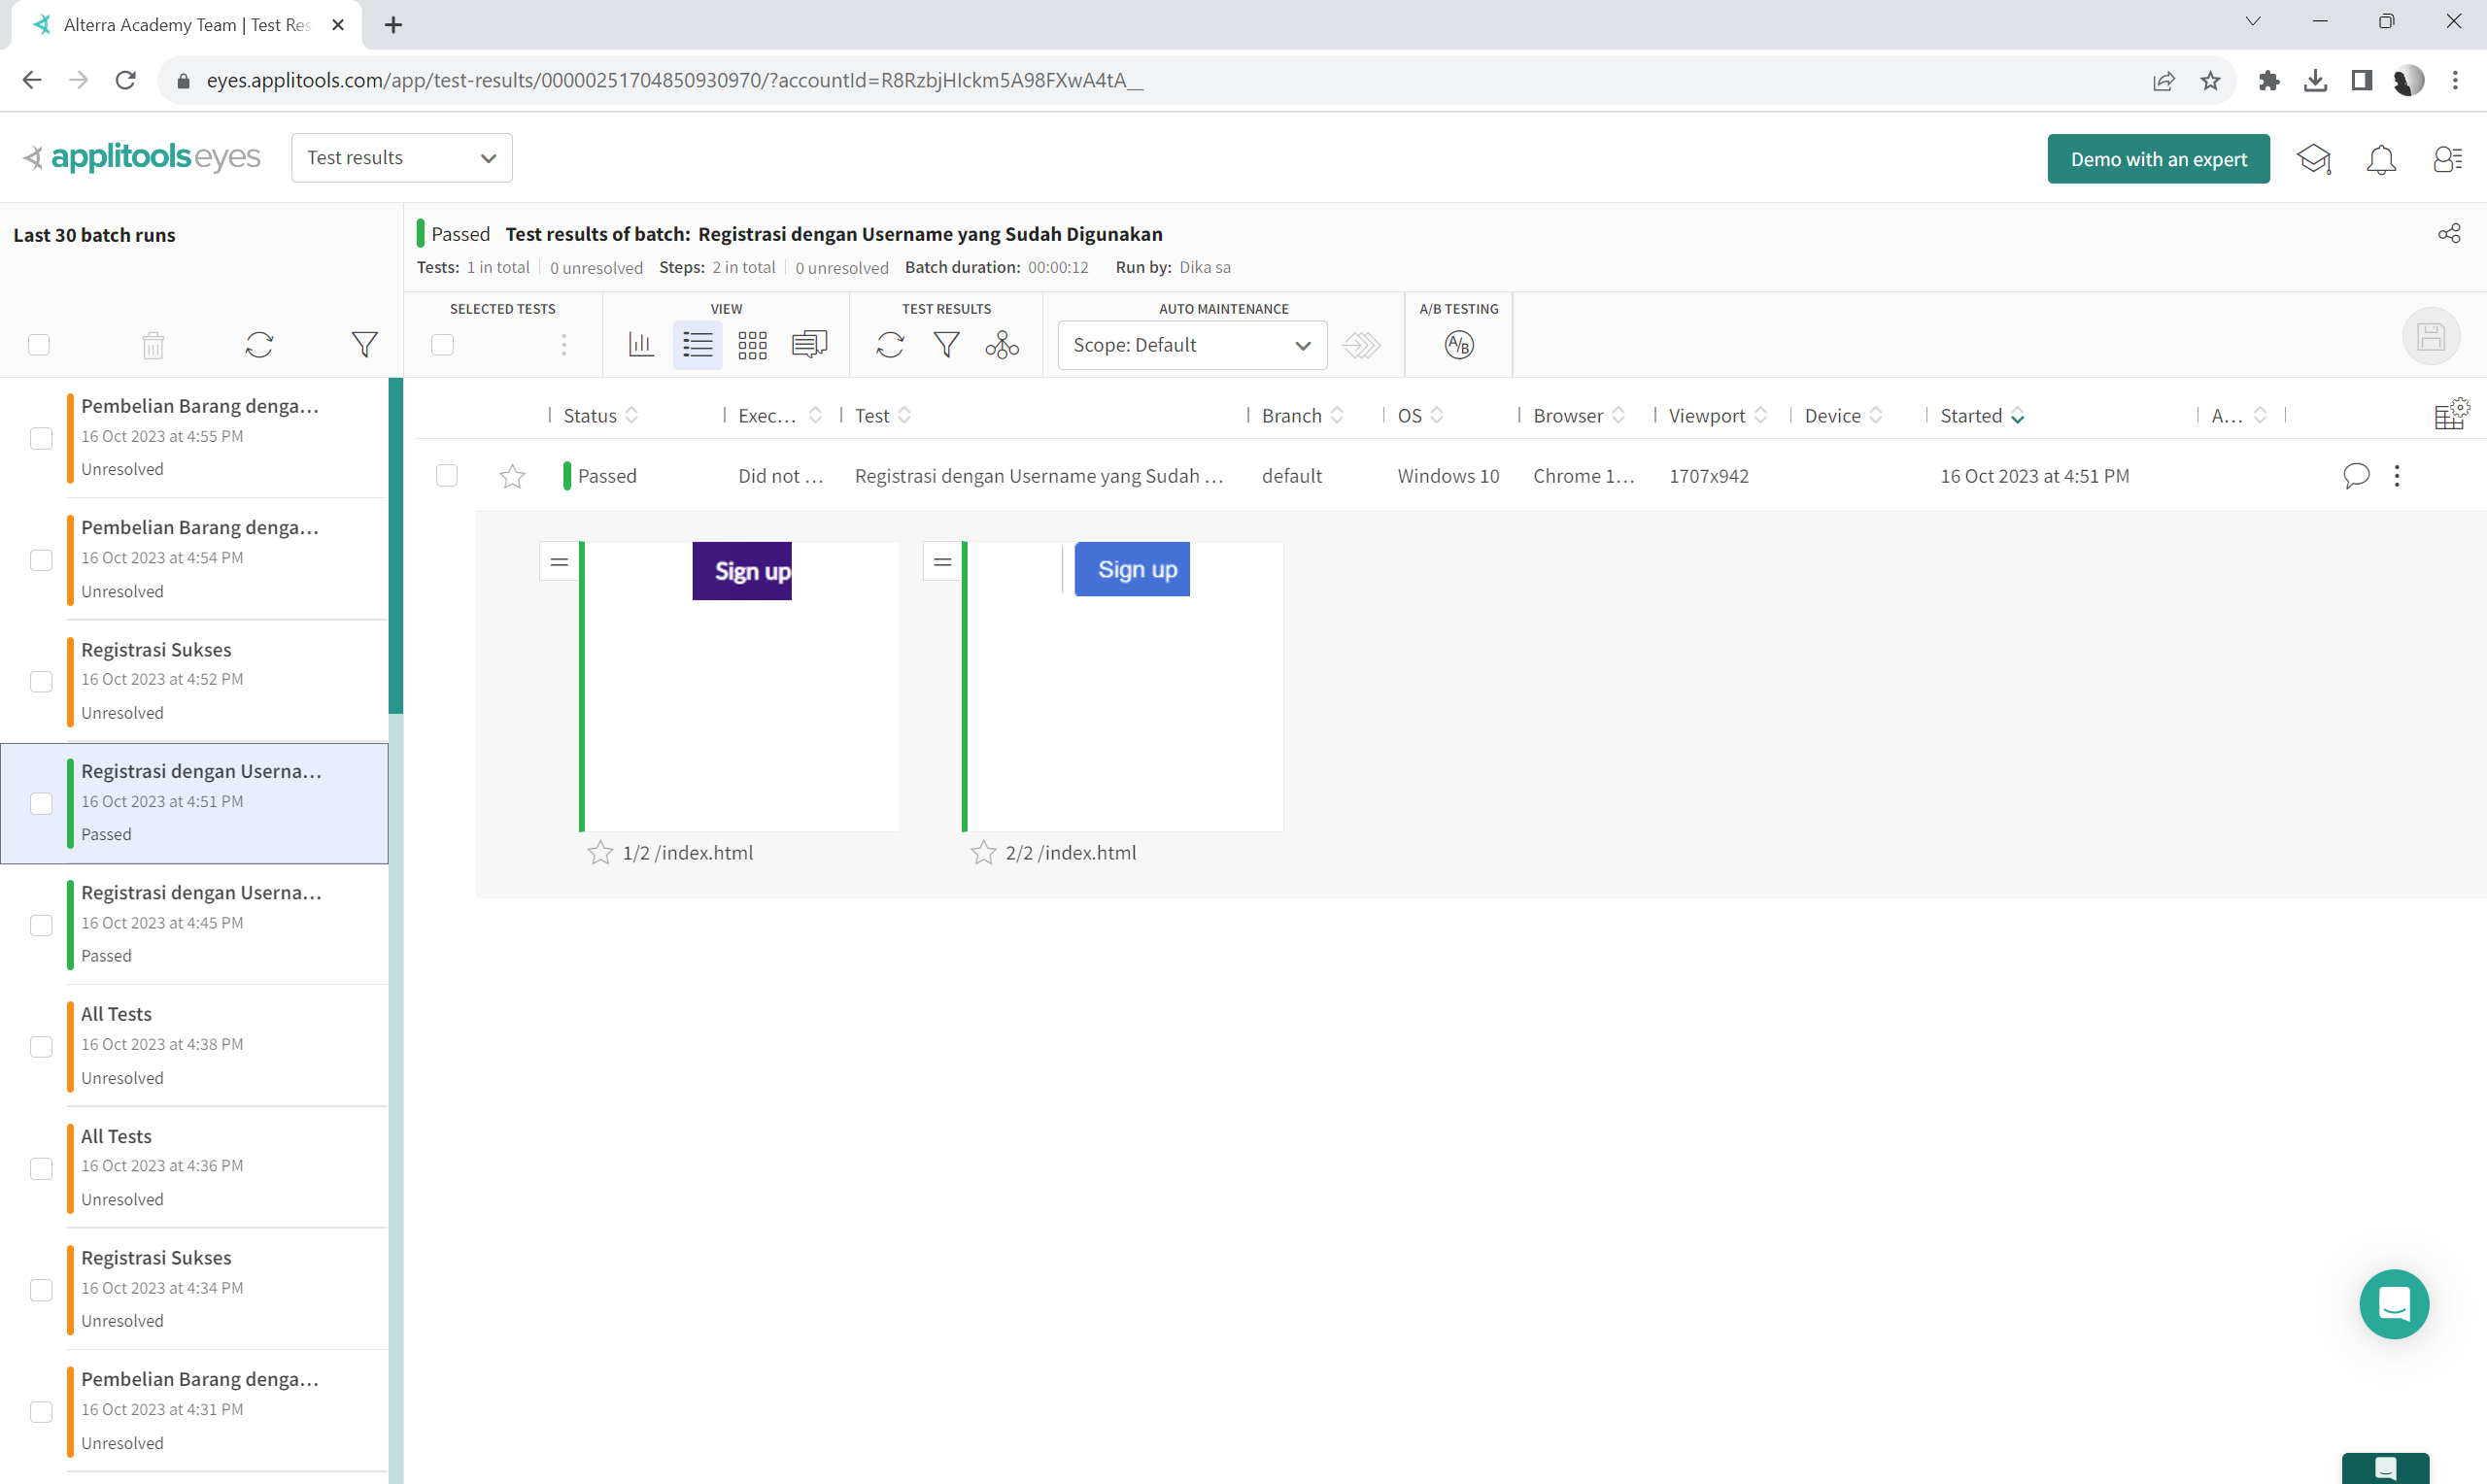 Alterra Academy Team | Test Res
eyes.applitools.com/app/test-results/00000251704850930970/?accountId=R8RzbjHIckm5A98FXwA4tA__
applitools eyes
Test results
Demo with an expert
Last 30 batch runs
Passed Test results of batch: Registrasi dengan Username yang Sudah Digunakan
Tests: 1 in total 0 unresolved Steps: 2 in total 0 unresolved Batch duration: 00:00:12 Run by: Dika sa
SELECTED TESTS VIEW TEST RESULTS AUTO MAINTENANCE A/B TESTING
Scope: Default
A/B
Status Exec... Test Branch OS Browser Viewport Device Started A...
Passed Did not ... Registrasi dengan Username yang Sudah ... default Windows 10 Chrome 1... 1707x942 16 Oct 2023 at 4:51 PM
Sign up
Sign up
1/2 /index.html
2/2 /index.html
Pembelian Barang denga...
16 Oct 2023 at 4:55 PM
Unresolved
Pembelian Barang denga...
16 Oct 2023 at 4:54 PM
Unresolved
Registrasi Sukses
16 Oct 2023 at 4:52 PM
Unresolved
Registrasi dengan Userna...
16 Oct 2023 at 4:51 PM
Passed
Registrasi dengan Userna...
16 Oct 2023 at 4:45 PM
Passed
All Tests
16 Oct 2023 at 4:38 PM
Unresolved
All Tests
16 Oct 2023 at 4:36 PM
Unresolved
Registrasi Sukses
16 Oct 2023 at 4:34 PM
Unresolved
Pembelian Barang denga...
16 Oct 2023 at 4:31 PM
Unresolved